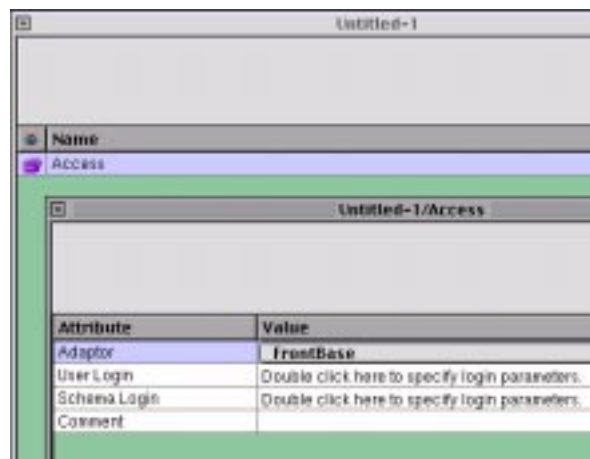 Untitled-1
Name
Access
Untitled-1/Access
Attribute Value
Adaptor FrontBase
User Login Double click here to specify login parameters.
Schema Login Double click here to specify login parameters.
Comment